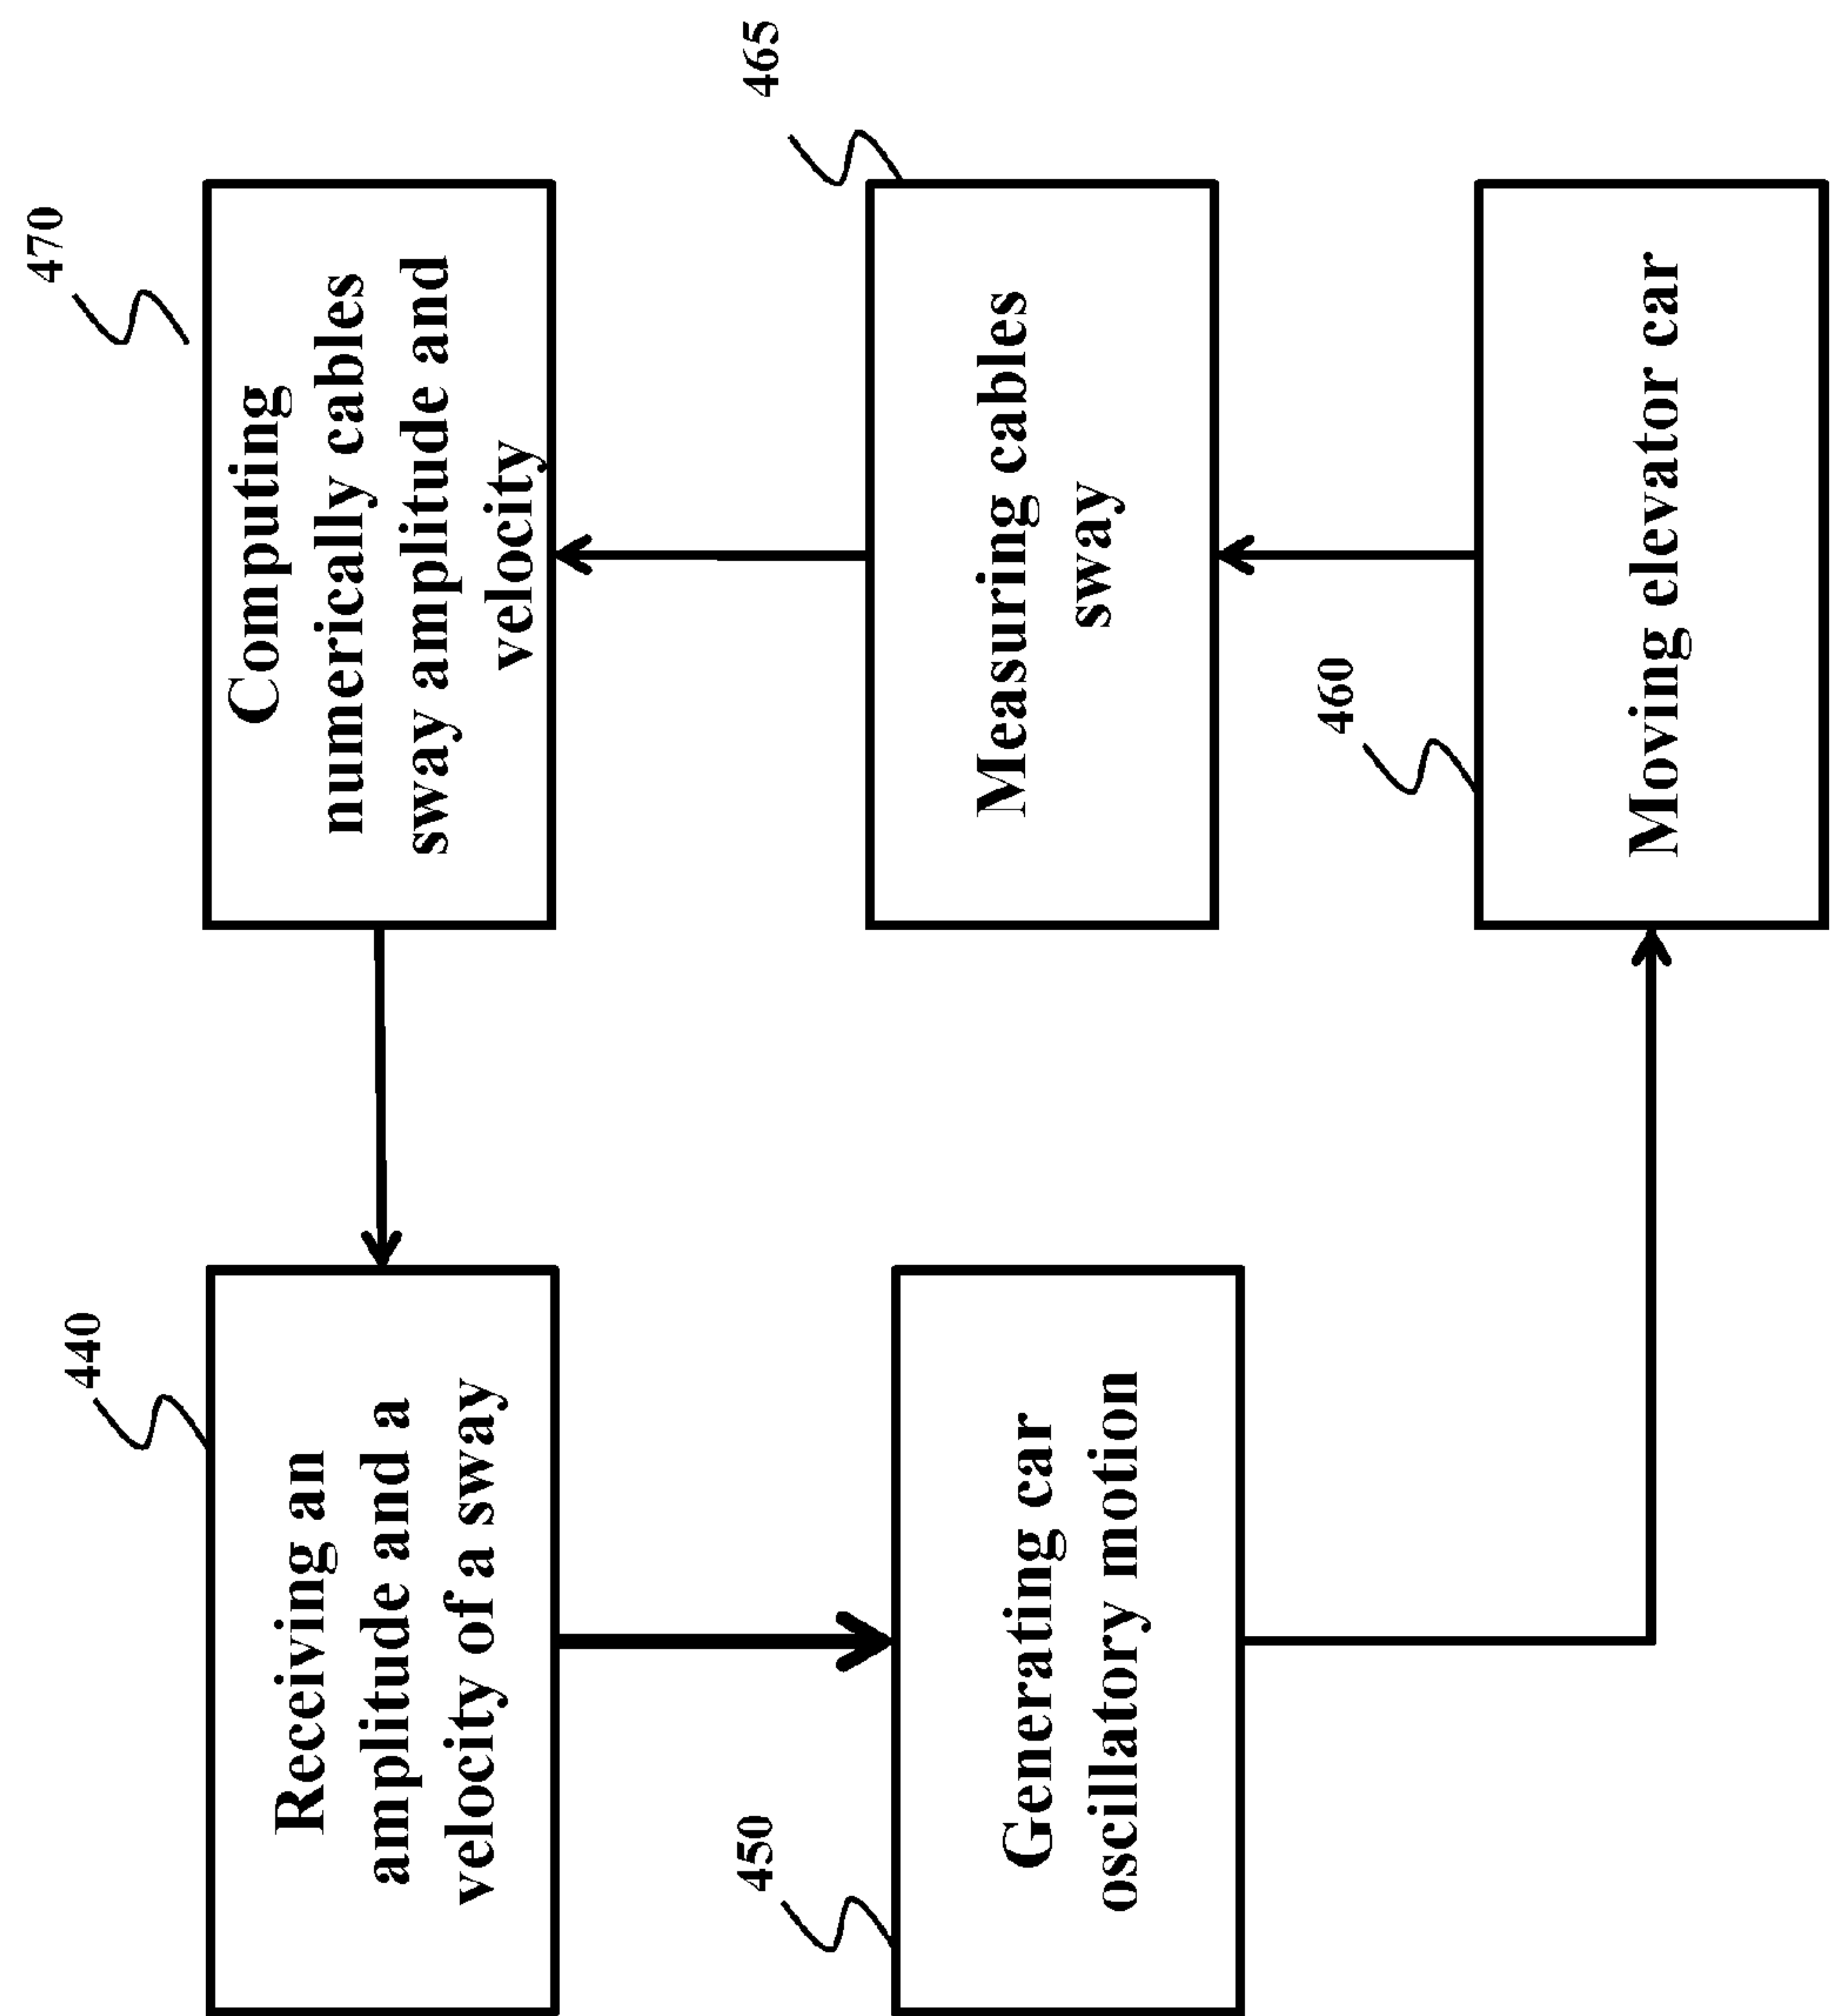 440
Receiving an
amplitude and a
velocity of a sway
450
Generating car
oscillatory motion
460
Moving elevator car
465
Measuring cables
sway
470
Computing
numerically cables
sway amplitude and
velocity